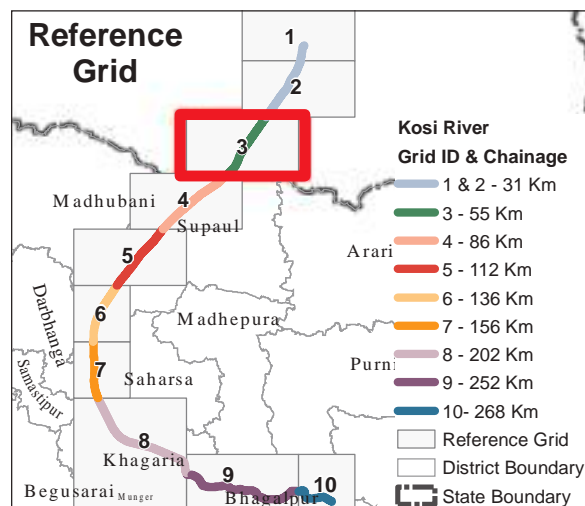 Reference
Grid
1
2
3
4
5
6
7
8
9
10
Madhubani
Supaul
Arari
Darbhanga
Madhepura
Samastipur
Saharsa
Purni
Khagaria
Begusarai
Munger
Bhagalpur
Kosi River
Grid ID & Chainage
1 & 2 - 31 Km
3 - 55 Km
4 - 86 Km
5 - 112 Km
6 - 136 Km
7 - 156 Km
8 - 202 Km
9 - 252 Km
10- 268 Km
Reference Grid
District Boundary
State Boundary